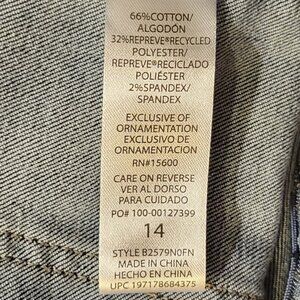 66%COTTON/
ALGODÓN
32%REPREVE®RECYCLED
POLYESTER/
REPREVE®RECICLADO
POLIÉSTER
2%SPANDEX/
SPANDEX
EXCLUSIVE OF
ORNAMENTATION
EXCLUSIVO DE
ORNAMENTACION
RN#15600
CARE ON REVERSE
VER AL DORSO
PARA CUIDADO
PO# 100-00127399
14
STYLE B2579N0FN
MADE IN CHINA
HECHO EN CHINA
UPC 197178684375